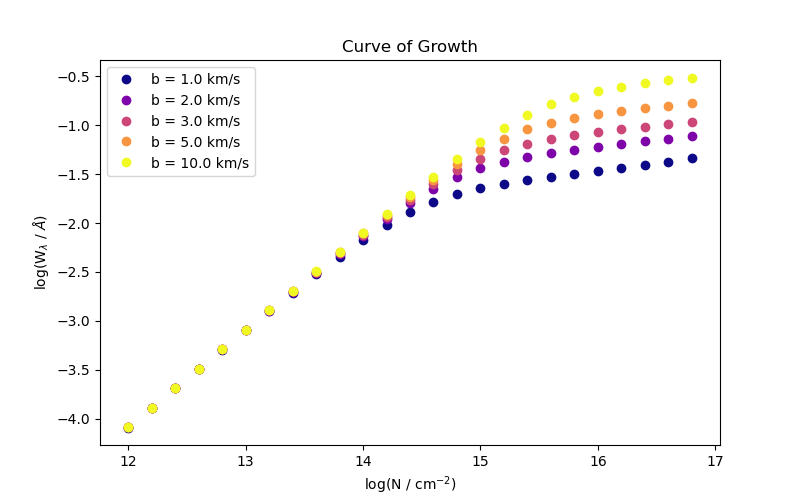 Curve of Growth
b = 1.0 km/s
b = 2.0 km/s
b = 3.0 km/s
b = 5.0 km/s
b = 10.0 km/s
log(W_λ / Å)
−0.5
−1.0
−1.5
−2.0
−2.5
−3.0
−3.5
−4.0
12 13 14 15 16 17
log(N / cm⁻²)